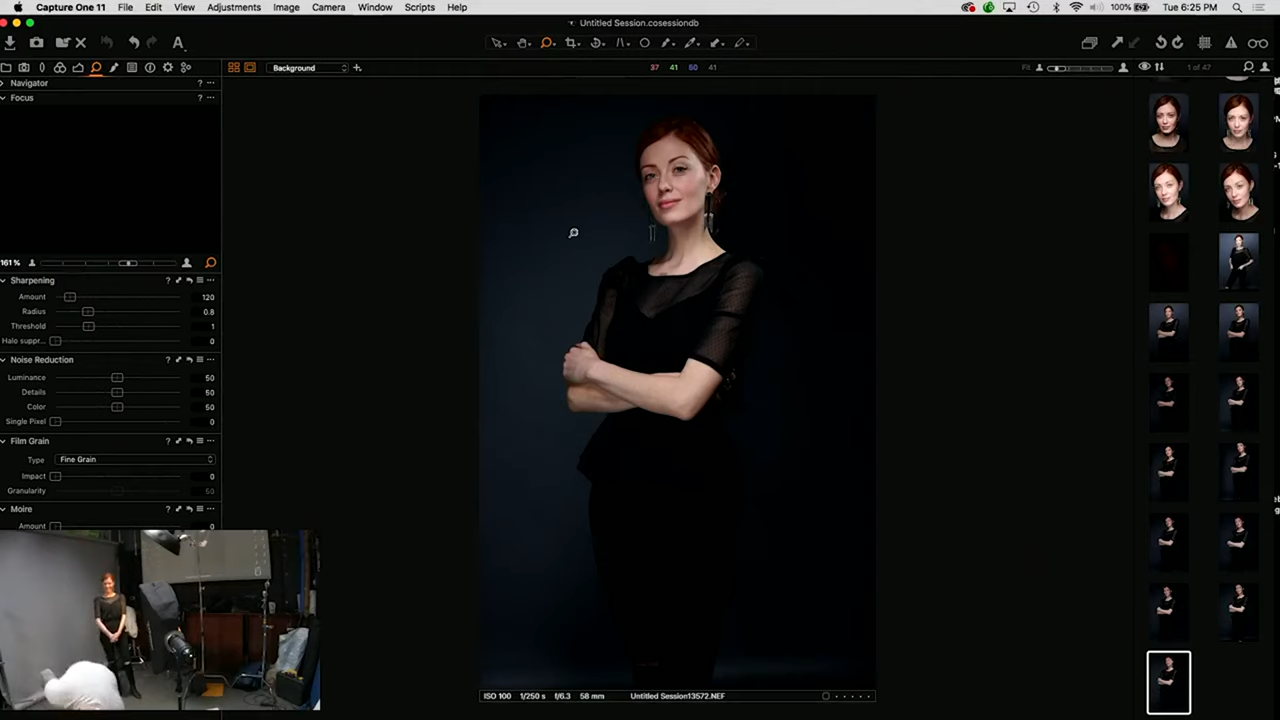 Capture One 11 File Edit View Adjustments Image Camera Window Scripts Help 100% Tue 6:25 PM
Untitled Session.cosessiondb
Background
37 41 50 41
Fit
1 of 47
Navigator ? ...
Focus ...
161%
Sharpening ?
Amount 120
Radius 0.8
Threshold 1
Halo suppr... 0
Noise Reduction ?
Luminance 50
Details 50
Color 50
Single Pixel 0
Film Grain ?
Type Fine Grain
Impact 0
Granularity 50
Moire ?
Amount 0
ISO 100 1/250 s f/6.3 58 mm Untitled Session13572.NEF